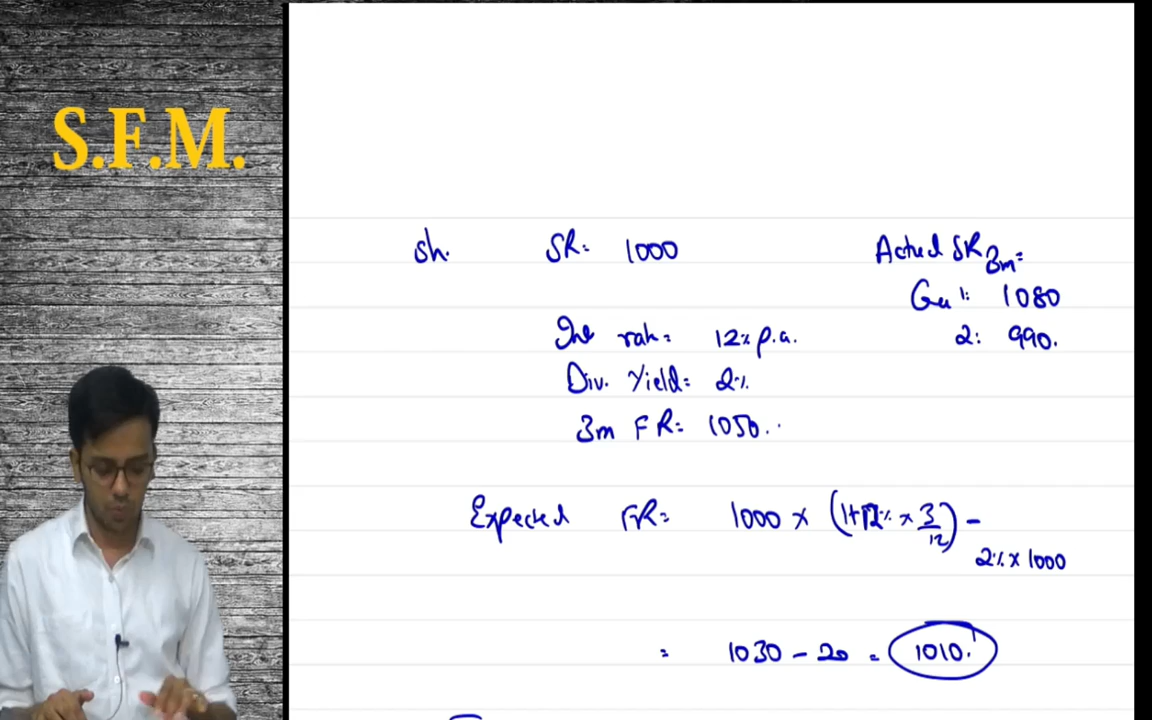 S.F.M.
Sh. SR: 1000
Actual SR 3m:
Int rate: 12% p.a.
1: 1080
2: 990.
Div. Yield: 2%
3m FR: 1050.
Expected FR: 1000 × (1+12% × 3/12) -
2% × 1000
= 1030 - 20 = 1010.